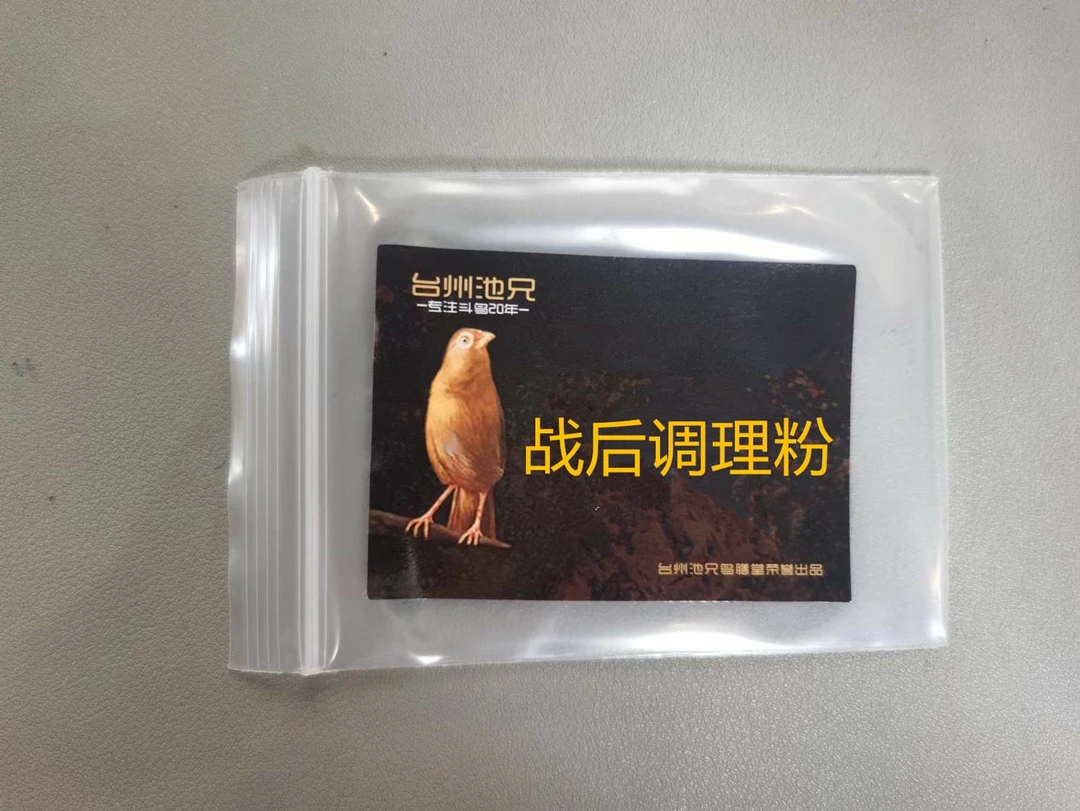 台州池兄
专注斗鸟20年
战后调理粉
台州池兄鸟膳堂荣誉出品